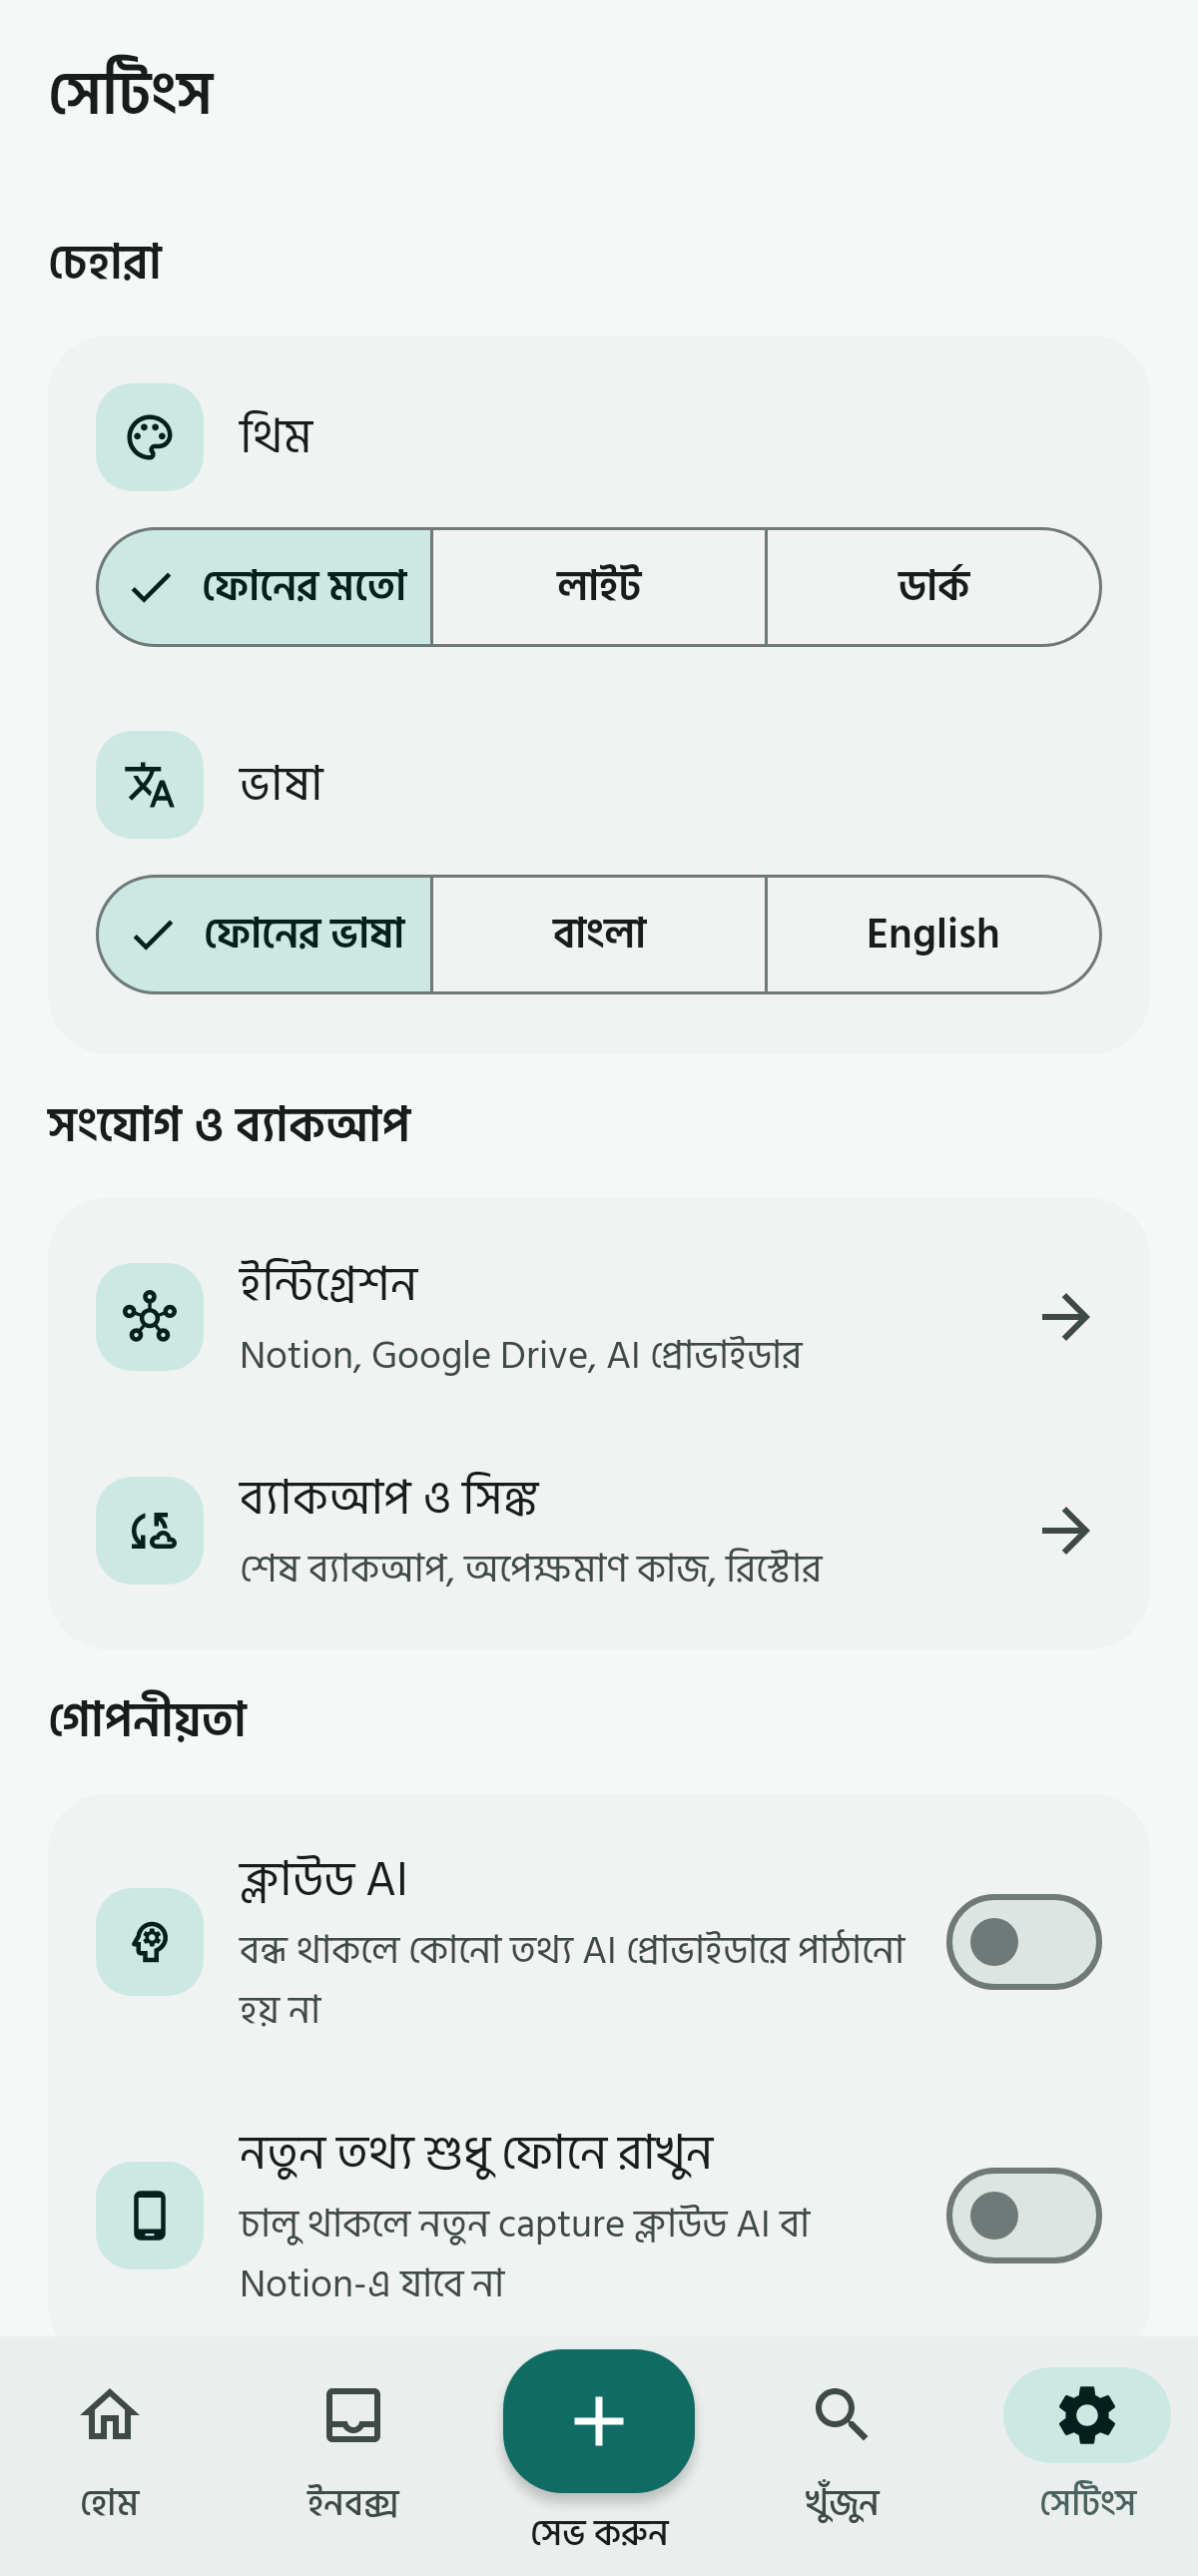 সেটিংস
চেহারা
থিম
ফোনের মতো
লাইট
ডার্ক
ভাষা
ফোনের ভাষা
বাংলা
English
সংযোগ ও ব্যাকআপ
ইন্টিগ্রেশন
Notion, Google Drive, AI প্রোভাইডার
ব্যাকআপ ও সিঙ্ক
শেষ ব্যাকআপ, অপেক্ষমাণ কাজ, রিস্টোর
গোপনীয়তা
ক্লাউড AI
বন্ধ থাকলে কোনো তথ্য AI প্রোভাইডারে পাঠানো
হয় না
নতুন তথ্য শুধু ফোনে রাখুন
চালু থাকলে নতুন capture ক্লাউড AI বা
Notion-এ যাবে না
হোম
ইনবক্স
সেভ করুন
খুঁজুন
সেটিংস